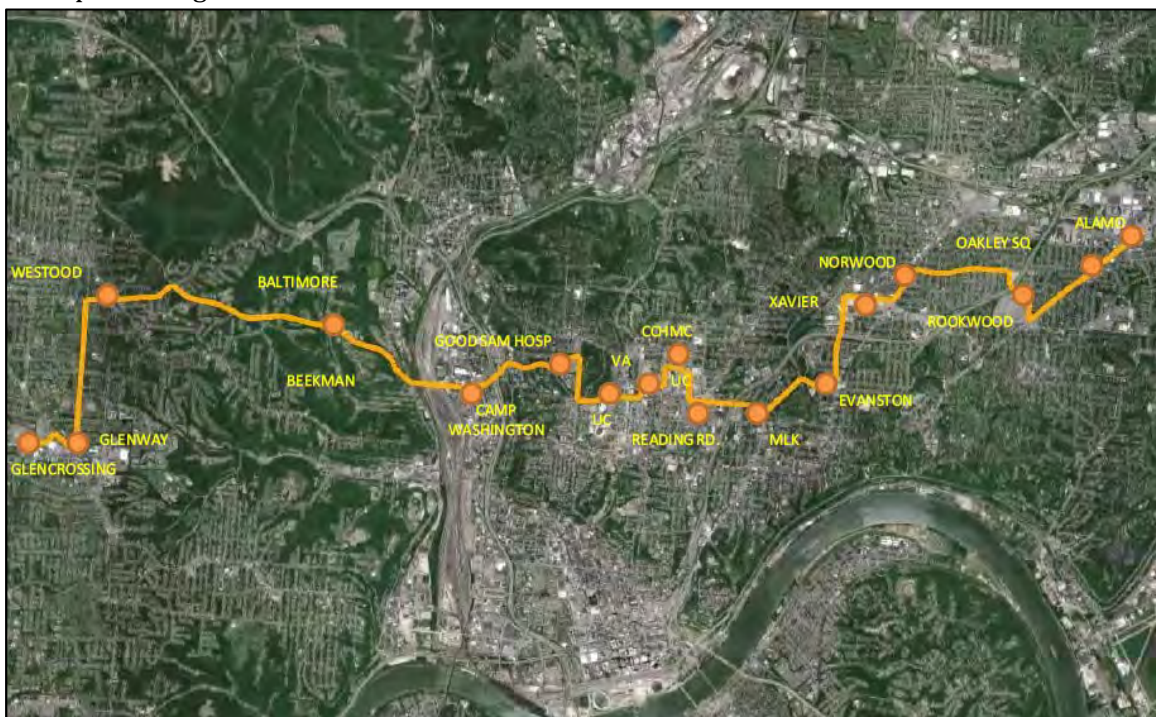 WESTOOD
BALTIMORE
BEEKMAN
GLENWAY
GLENCROSSING
GOOD SAM HOSP
CAMP
WASHINGTON
VA
UC
CCHMC
UC
READING RD.
MLK
EVANSTON
XAVIER
NORWOOD
OAKLEY SQ
ROOKWOOD
ALAMO